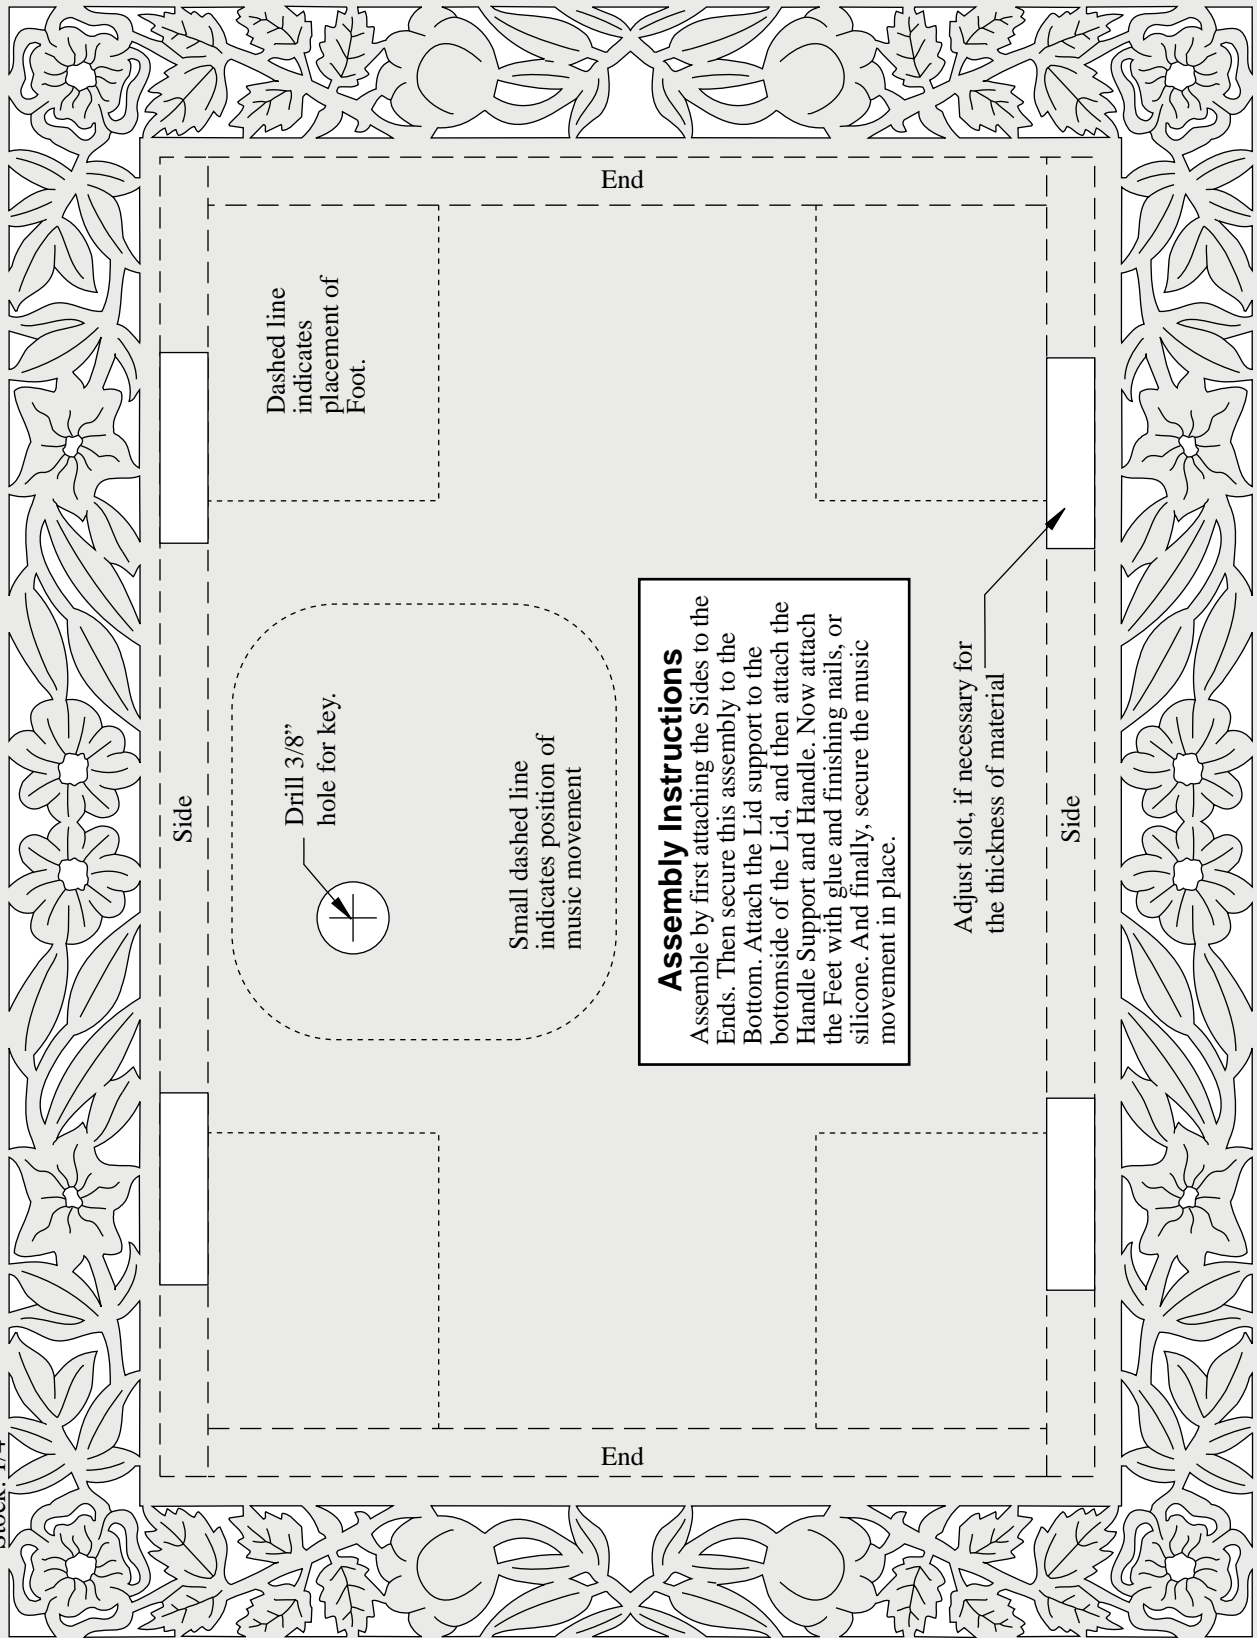 Stock: 1/4"
End
Dashed line
indicates
placement of
Foot.
Side
Drill 3/8”
hole for key.
Small dashed line
indicates position of
music movement
Assembly Instructions
Assemble by first attaching the Sides to the
Ends. Then secure this assembly to the
Bottom. Attach the Lid support to the
bottomside of the Lid, and then attach the
Handle Support and Handle. Now attach
the Feet with glue and finishing nails, or
silicone. And finally, secure the music
movement in place.
Adjust slot, if necessary for
the thickness of material
Side
End